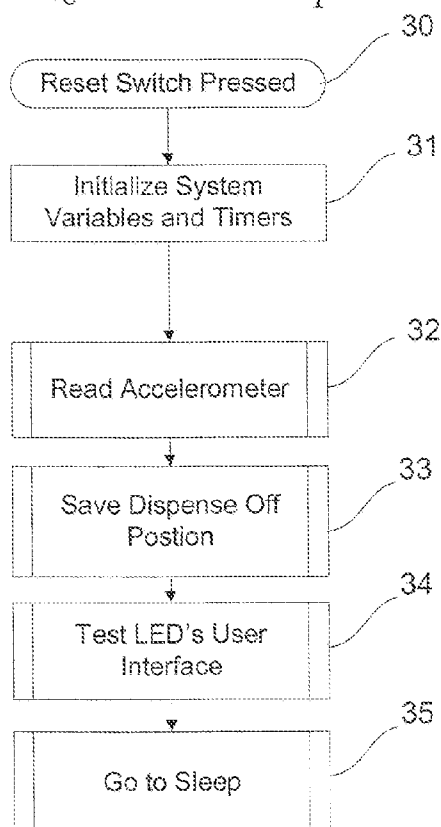 30
Reset Switch Pressed
31
Initialize System
Variables and Timers
32
Read Accelerometer
33
Save Dispense Off
Postion
34
Test LED's User
Interface
35
Go to Sleep